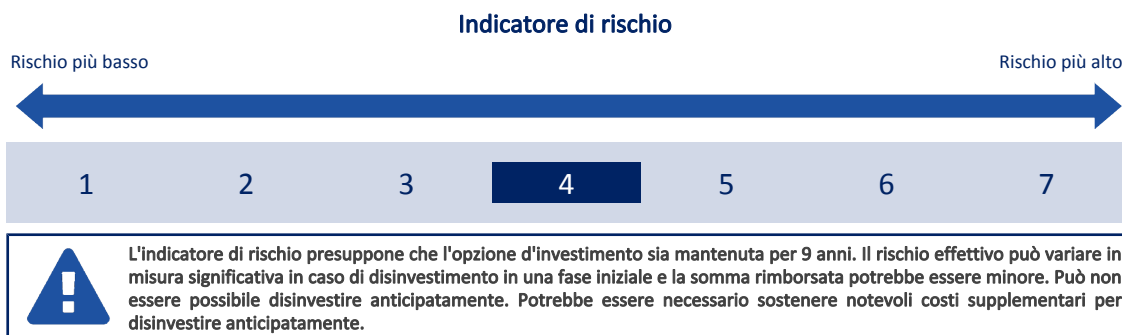 Indicatore di rischio
Rischio più basso Rischio più alto
1 2 3 4 5 6 7
L'indicatore di rischio presuppone che l'opzione d'investimento sia mantenuta per 9 anni. Il rischio effettivo può variare in
misura significativa in caso di disinvestimento in una fase iniziale e la somma rimborsata potrebbe essere minore. Può non
essere possibile disinvestire anticipatamente. Potrebbe essere necessario sostenere notevoli costi supplementari per
disinvestire anticipatamente.